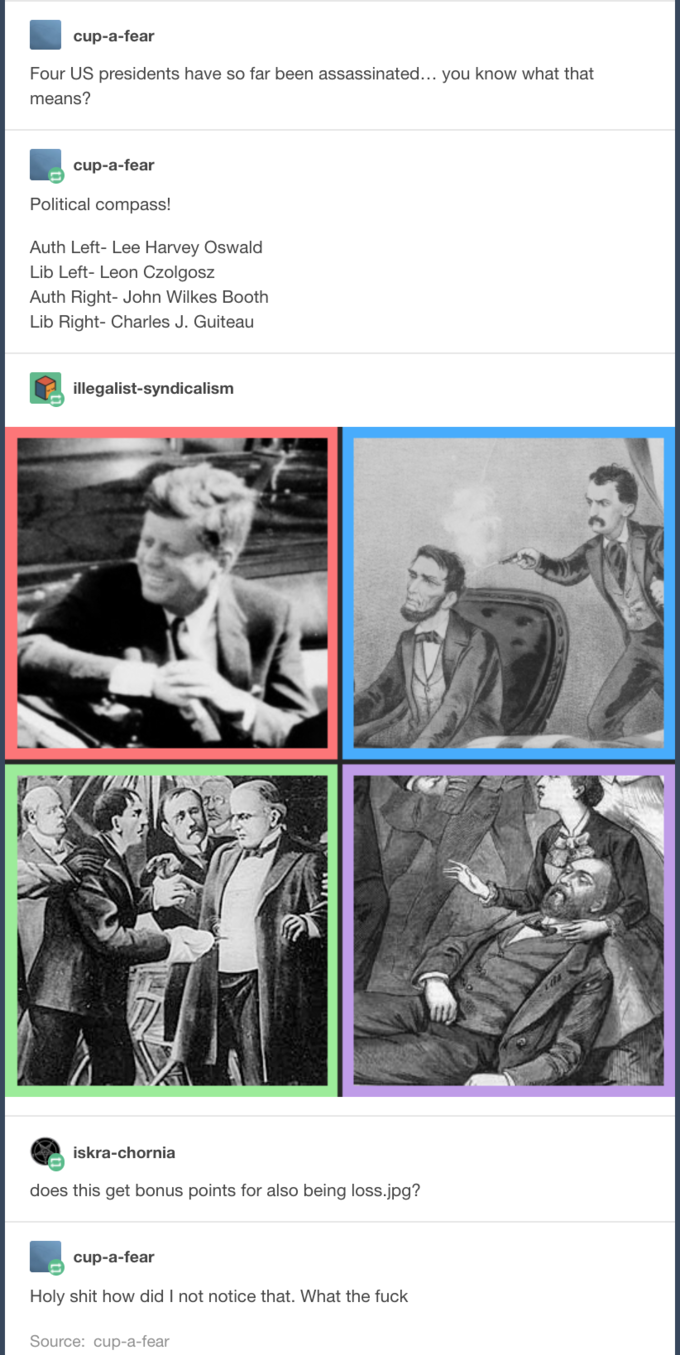 cup-a-fear
Four US presidents have so far been assassinated... you know what that
means?
cup-a-fear
Political compass!
Auth Left- Lee Harvey Oswald
Lib Left- Leon Czolgosz
Auth Right- John Wilkes Booth
Lib Right- Charles J. Guiteau
illegalist-syndicalism
iskra-chornia
does this get bonus points for also being loss.jpg?
cup-a-fear
Holy shit how did I not notice that. What the fuck
Source: cup-a-fear